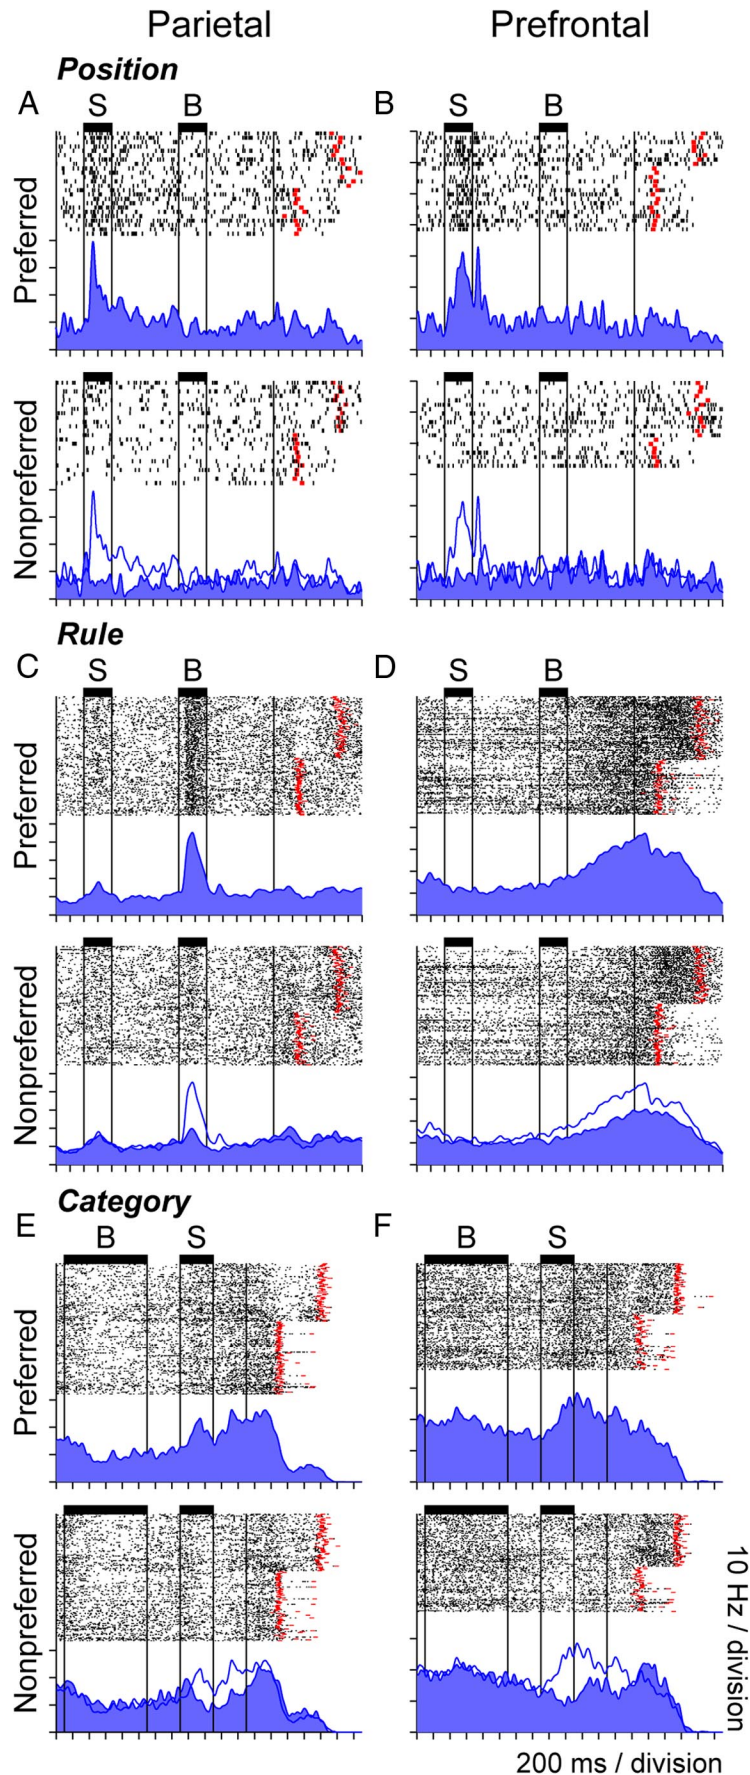 Parietal Prefrontal
Position
A B
S B S B
Preferred
Nonpreferred
Rule
C D
S B S B
Preferred
Nonpreferred
Category
E F
B S B S
Preferred
Nonpreferred
10 Hz / division
200 ms / division